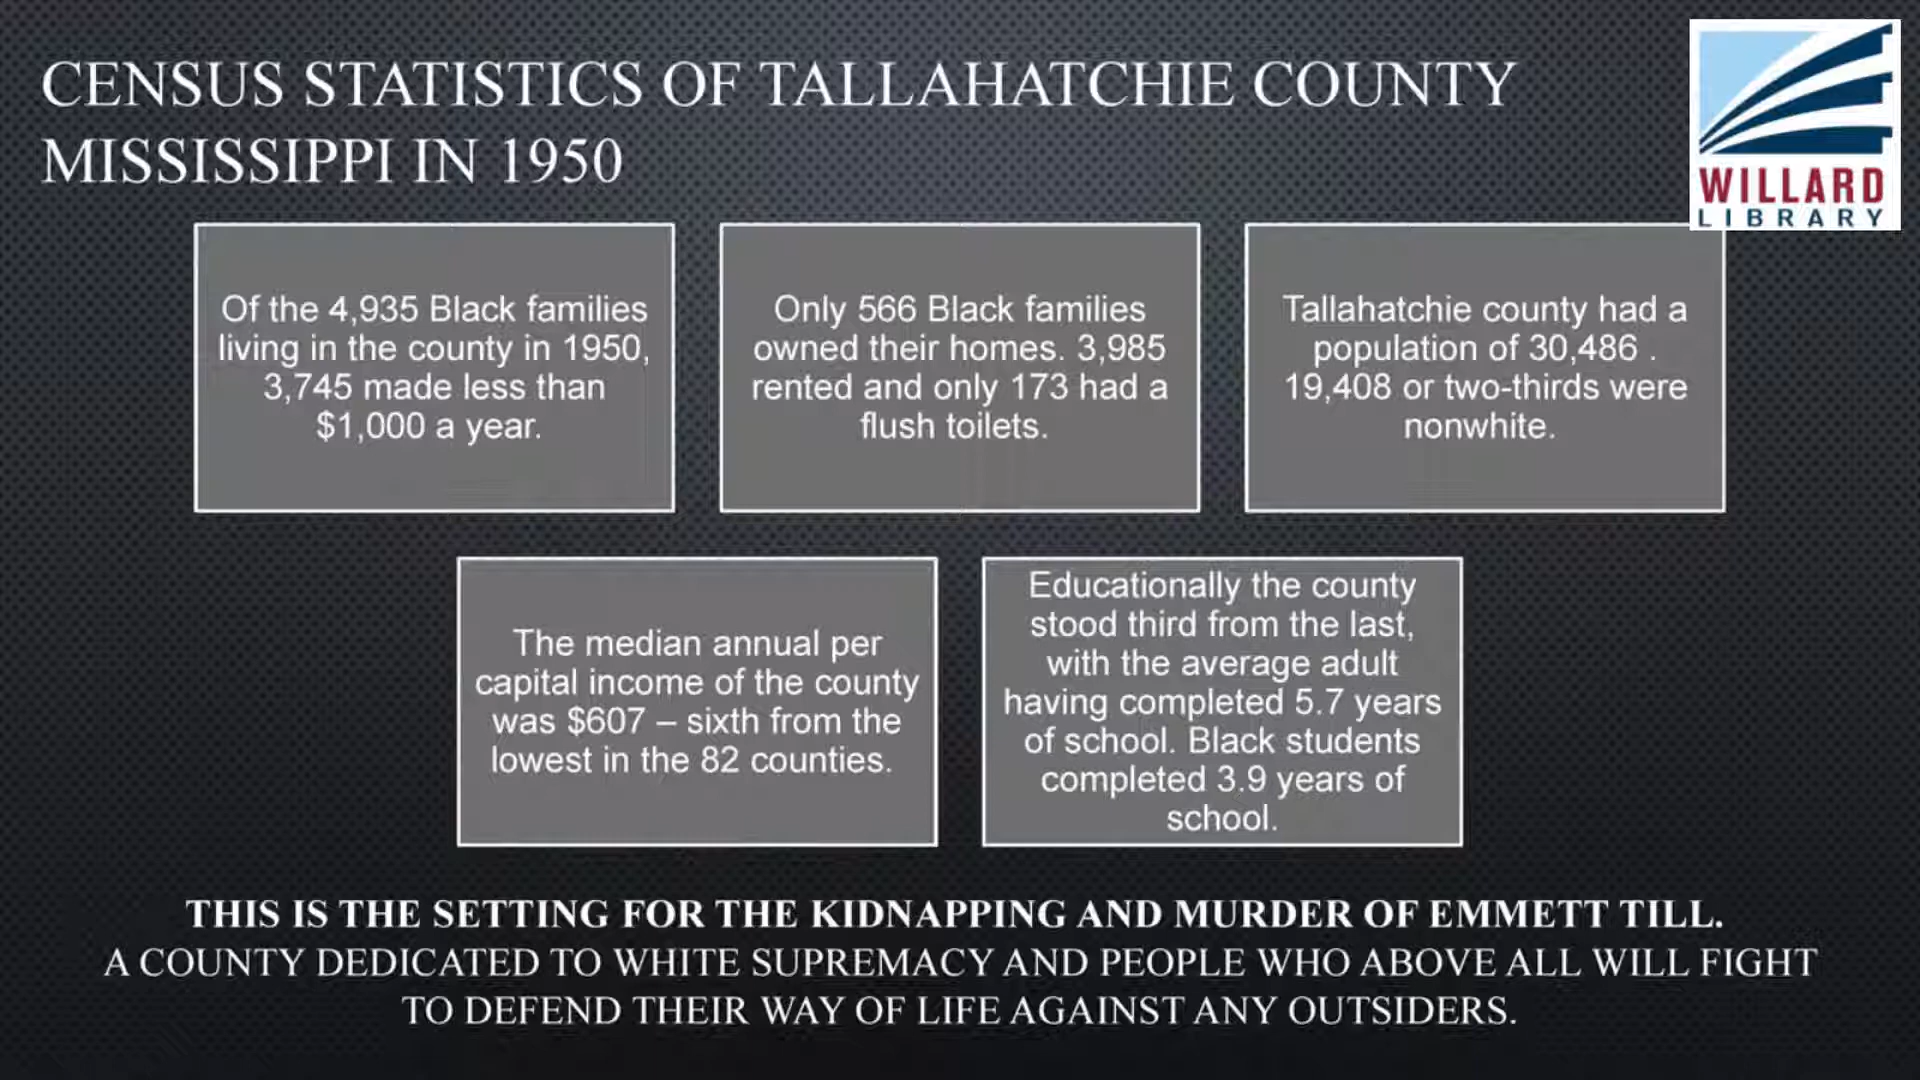 CENSUS STATISTICS OF TALLAHATCHIE COUNTY
MISSISSIPPI IN 1950
WILLARD
LIBRARY
Of the 4,935 Black families
living in the county in 1950,
3,745 made less than
$1,000 a year.
Only 566 Black families
owned their homes. 3,985
rented and only 173 had a
flush toilets.
Tallahatchie county had a
population of 30,486 .
19,408 or two-thirds were
nonwhite.
The median annual per
capital income of the county
was $607 – sixth from the
lowest in the 82 counties.
Educationally the county
stood third from the last,
with the average adult
having completed 5.7 years
of school. Black students
completed 3.9 years of
school.
THIS IS THE SETTING FOR THE KIDNAPPING AND MURDER OF EMMETT TILL.
A COUNTY DEDICATED TO WHITE SUPREMACY AND PEOPLE WHO ABOVE ALL WILL FIGHT
TO DEFEND THEIR WAY OF LIFE AGAINST ANY OUTSIDERS.